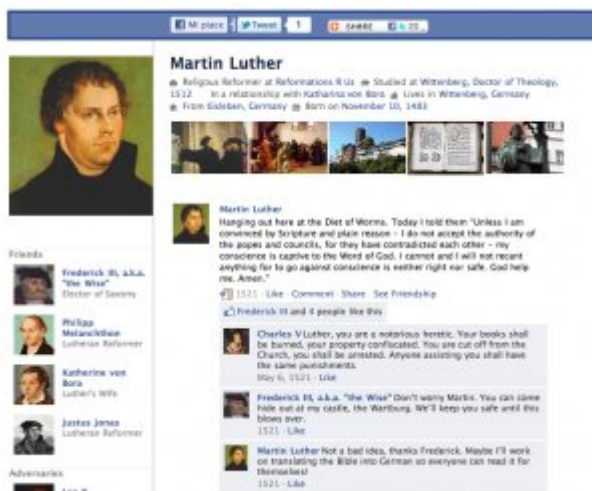 Mi piace Tweet 1 SHARE
Martin Luther
Religous Reformer at Reformations R Us Studied at Wittenberg, Doctor of Theology,
1512 In a relationship with Katharina von Bora Lives in Wittenberg, Germany
From Eisleben, Germany Born on November 10, 1483
Martin Luther
Hanging out here at the Diet of Worms. Today I told them "Unless I am
convinced by Scripture and plain reason - I do not accept the authority of
the popes and councils, for they have contradicted each other - my
conscience is captive to the Word of God. I cannot and I will not recant
anything for to go against conscience is neither right nor safe. God help
me. Amen."
1521 · Like · Comment · Share · See Friendship
Frederick III and 4 people like this
Charles V Luther, you are a notorious heretic. Your books shall
be burned, your property confiscated. You are cut off from the
Church, you shall be arrested. Anyone assisting you shall have
the same punishments
May 6, 1521 · Like
Frederick III, a.k.a. "the Wise" Don't worry Martin. You can come
hide out at my castle, the Wartburg. We'll keep you safe until this
blows over.
1521 · Like
Martin Luther Not a bad idea, thanks Frederick. Maybe I'll work
on translating the Bible into German so everyone can read it for
themselves!
1521 · Like
Friends
Frederick III, a.k.a.
"the Wise"
Elector of Saxony
Philipp
Melanchthon
Lutheran Reformer
Katherine von
Bora
Luther's Wife
Justus Jonas
Lutheran Reformer
Adversaries